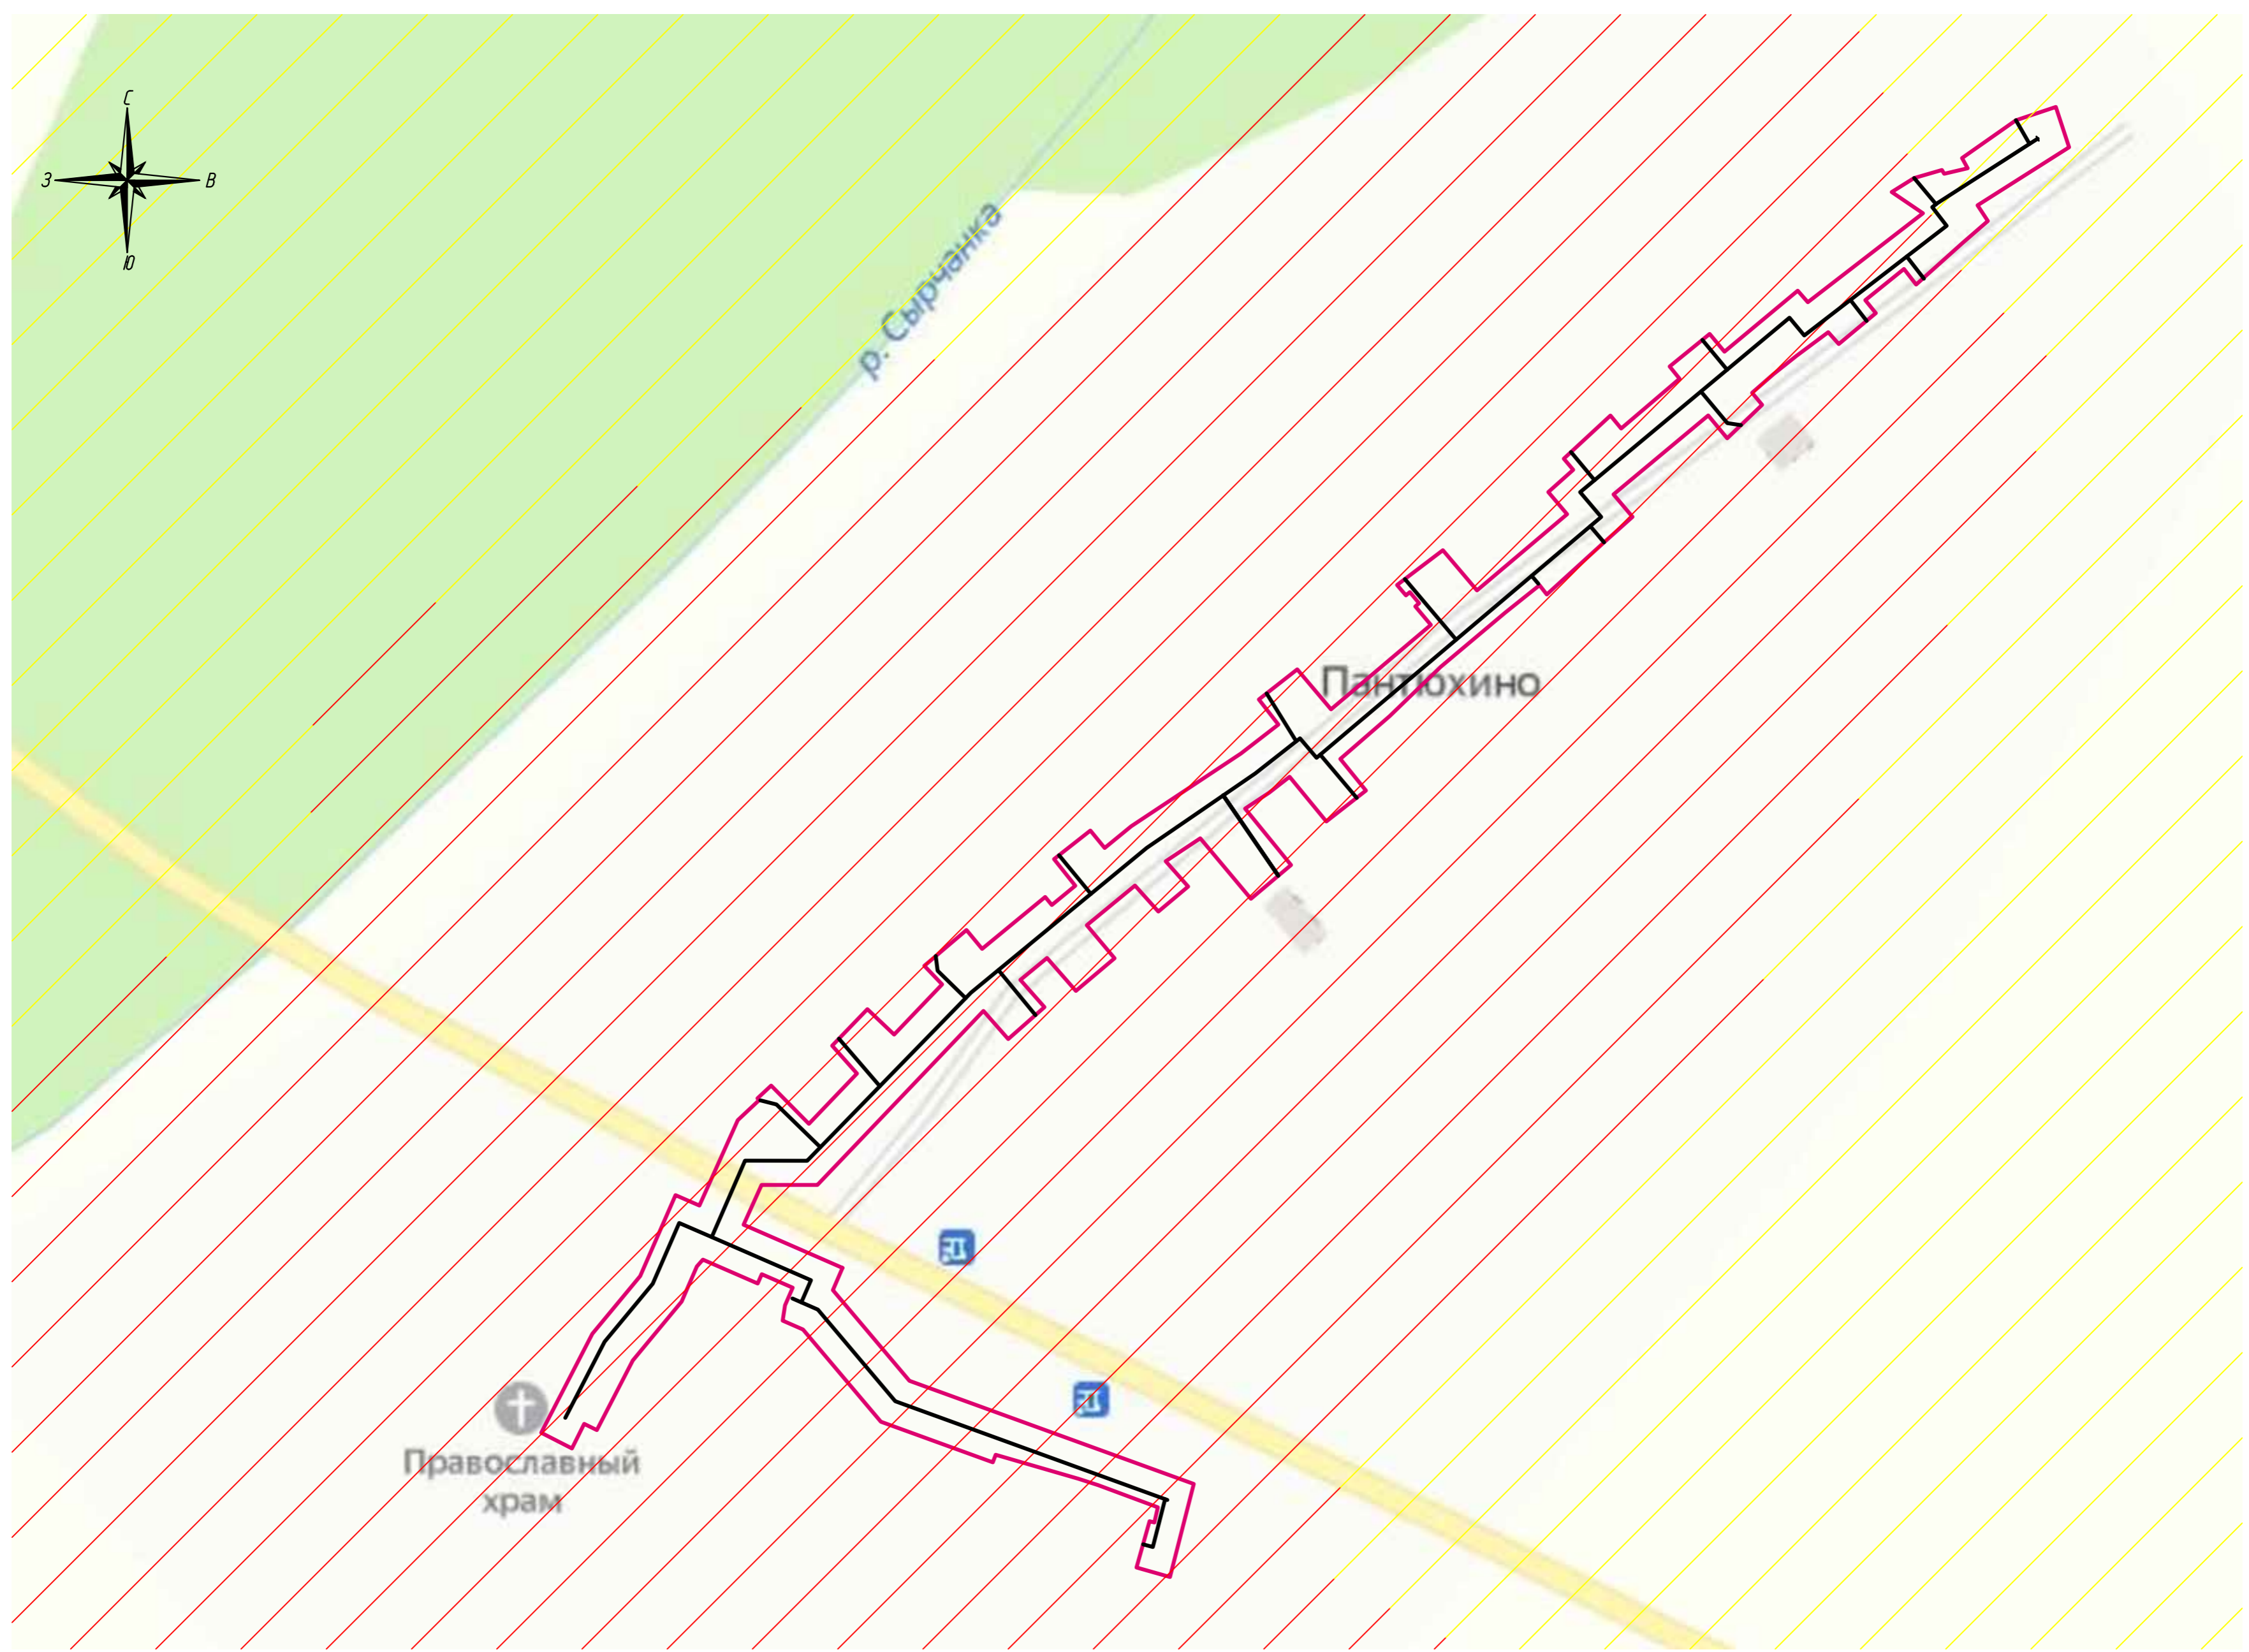 С
З
В
Ю
р. Сырчанка
Пантюхино
Православный
храм